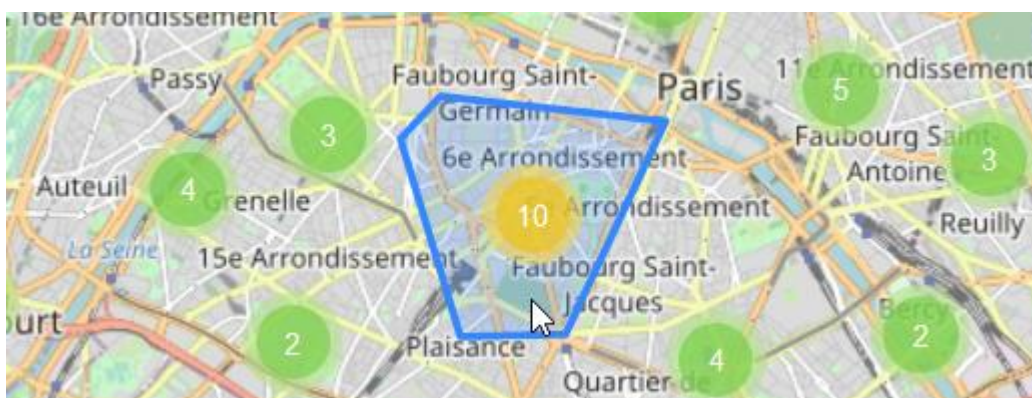 16e Arrondissement
Passy
Faubourg Saint-
Germain
Paris
11e Arrondissement
5
3
6e Arrondissement
Faubourg Saint-
Antoine
3
Auteuil
4
Grenelle
10
Arrondissement
Reuilly
La Seine
15e Arrondissement
Faubourg Saint-
Jacques
Bercy
ourt
2
Plaisance
4
2
Quartier de